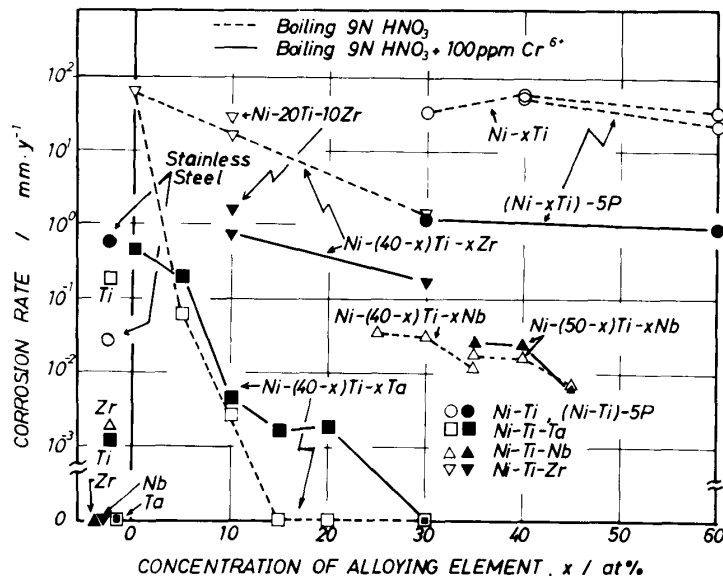 Boiling 9N HNO3
Boiling 9N HNO3 + 100ppm Cr6+
CORROSION RATE / mm·y-1
102
101
100
10-1
10-2
103
0
Ni-20Ti-10Zr
Ni-xTi
Stainless
Steel
(Ni-xTi)-5P
Ni-(40-x)Ti-xZr
Ti
Ni-(40-x)Ti-xNb
Ni-(50-x)Ti-xNb
Ni-(40-x)Ti-xTa
Zr
Ni-Ti , (Ni-Ti)-5P
Ni-Ti-Ta
Ti
Ni-Ti-Nb
Zr
Nb
Ni-Ti-Zr
Ta
0 10 20 30 40 50 60
CONCENTRATION OF ALLOYING ELEMENT, x / at%